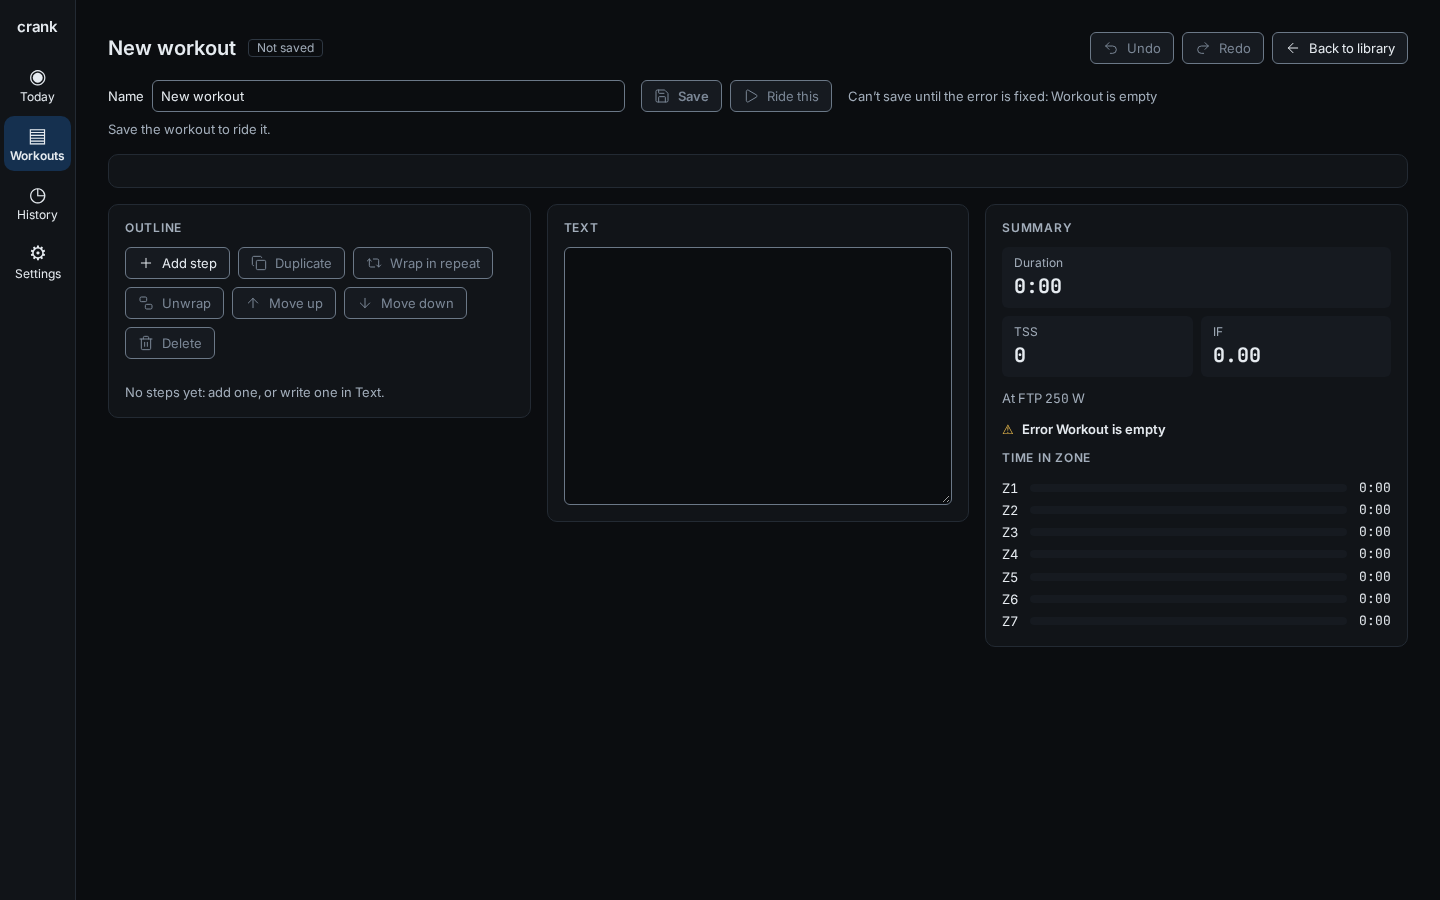 crank
Today
Workouts
History
Settings
New workout
Not saved
Undo
Redo
Back to library
Name
New workout
Save
Ride this
Can't save until the error is fixed: Workout is empty
Save the workout to ride it.
OUTLINE
Add step
Duplicate
Wrap in repeat
Unwrap
Move up
Move down
Delete
No steps yet: add one, or write one in Text.
TEXT
SUMMARY
Duration
0:00
TSS
0
IF
0.00
At FTP 250 W
Error Workout is empty
TIME IN ZONE
Z1 0:00
Z2 0:00
Z3 0:00
Z4 0:00
Z5 0:00
Z6 0:00
Z7 0:00